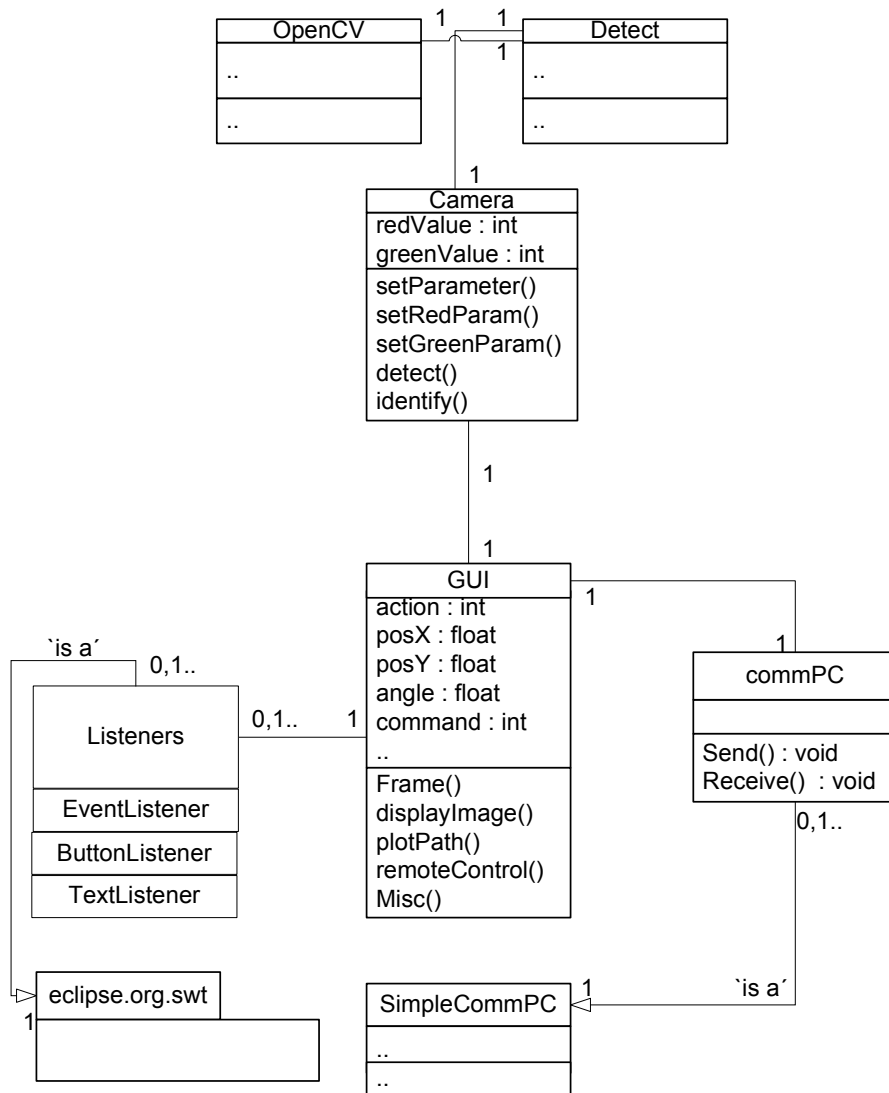 1
1
OpenCV
Detect
1
..
..
..
..
1
Camera
redValue : int
greenValue : int
setParameter()
setRedParam()
setGreenParam()
detect()
identify()
1
1
GUI
action : int
posX : float
posY : float
angle : float
command : int
..
Frame()
displayImage()
plotPath()
remoteControl()
Misc()
1
1
commPC
Send() : void
Receive() : void
0,1..
`is a´
0,1..
Listeners
0,1..
1
EventListener
ButtonListener
TextListener
eclipse.org.swt
1
1
`is a´
SimpleCommPC
..
..